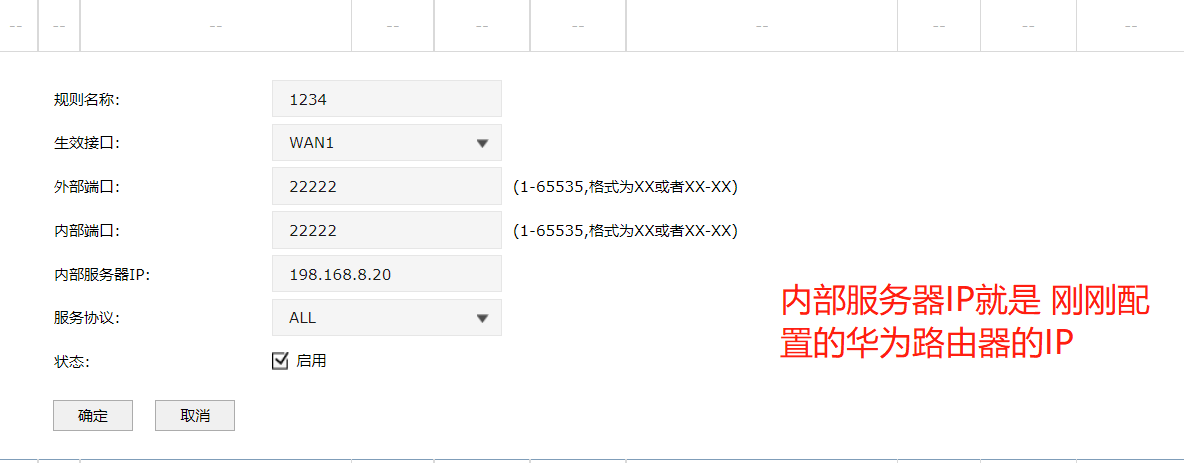 -- -- -- -- -- -- -- -- -- --
规则名称: 1234
生效接口: WAN1
外部端口: 22222 (1-65535,格式为XX或者XX-XX)
内部端口: 22222 (1-65535,格式为XX或者XX-XX)
内部服务器IP: 198.168.8.20
服务协议: ALL
内部服务器IP就是 刚刚配
置的华为路由器的IP
状态: 启用
确定 取消